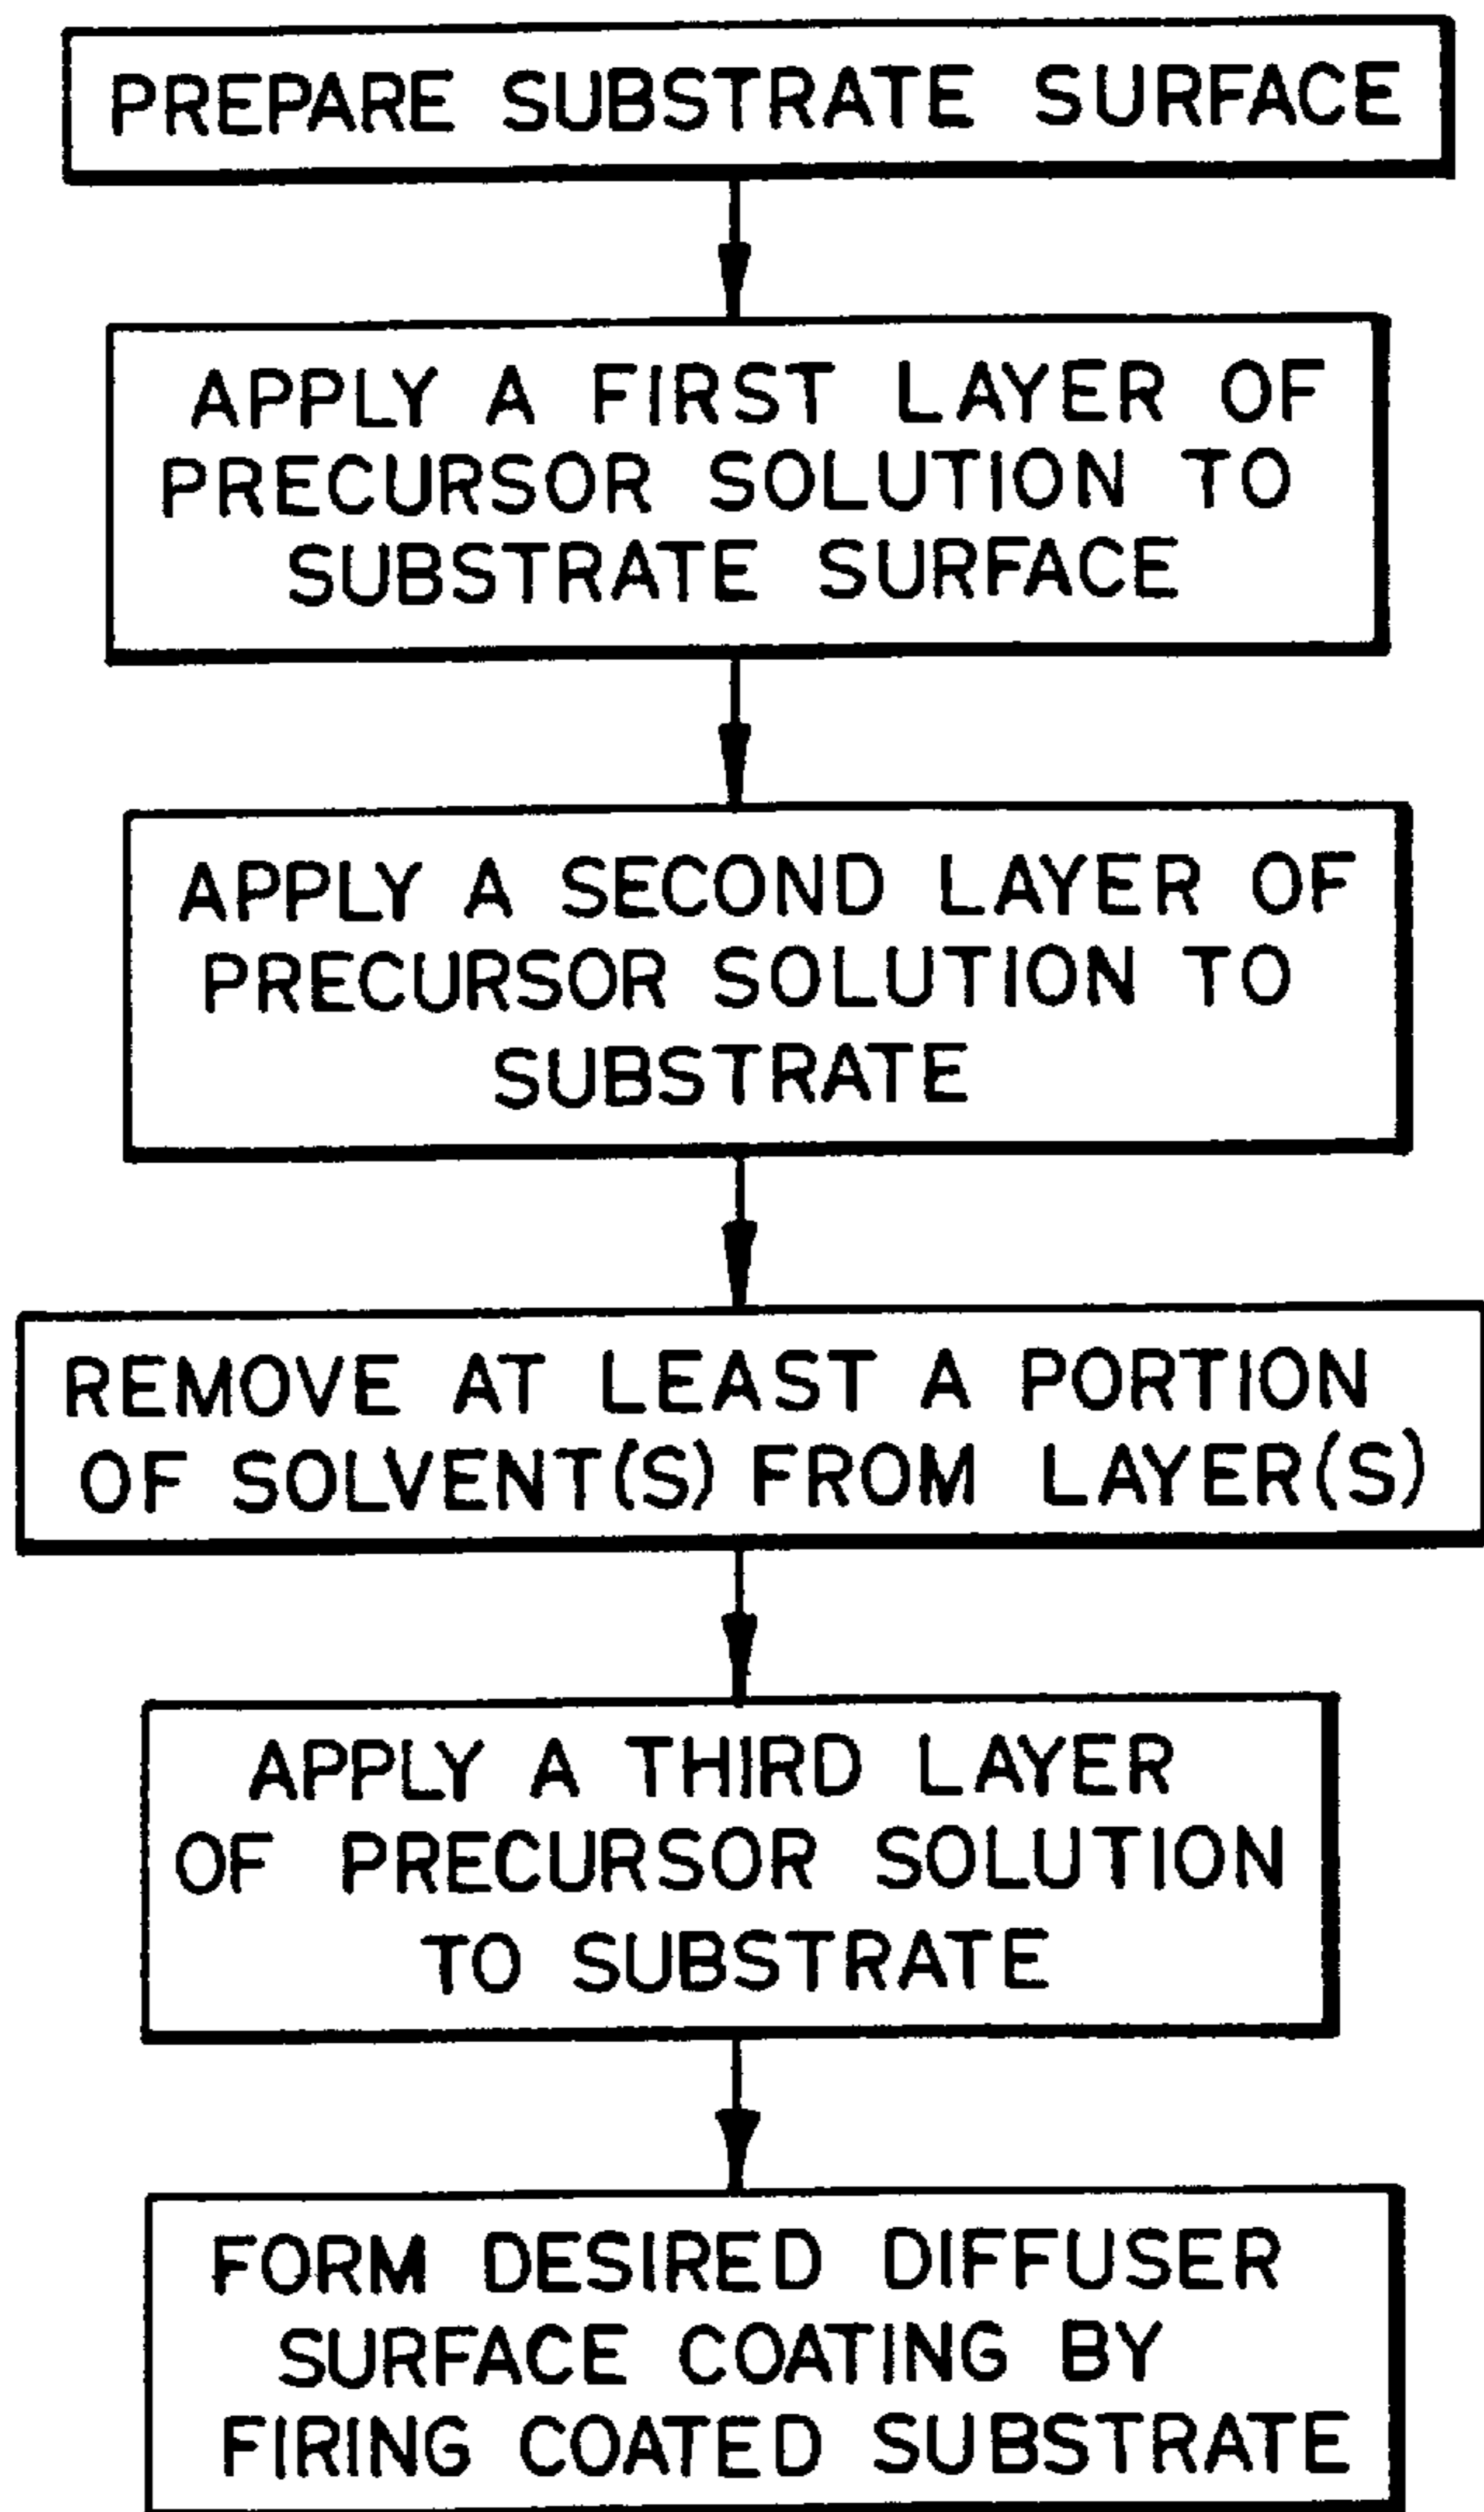 PREPARE SUBSTRATE SURFACE
APPLY A FIRST LAYER OF
PRECURSOR SOLUTION TO
SUBSTRATE SURFACE
APPLY A SECOND LAYER OF
PRECURSOR SOLUTION TO
SUBSTRATE
REMOVE AT LEAST A PORTION
OF SOLVENT(S) FROM LAYER(S)
APPLY A THIRD LAYER
OF PRECURSOR SOLUTION
TO SUBSTRATE
FORM DESIRED DIFFUSER
SURFACE COATING BY
FIRING COATED SUBSTRATE